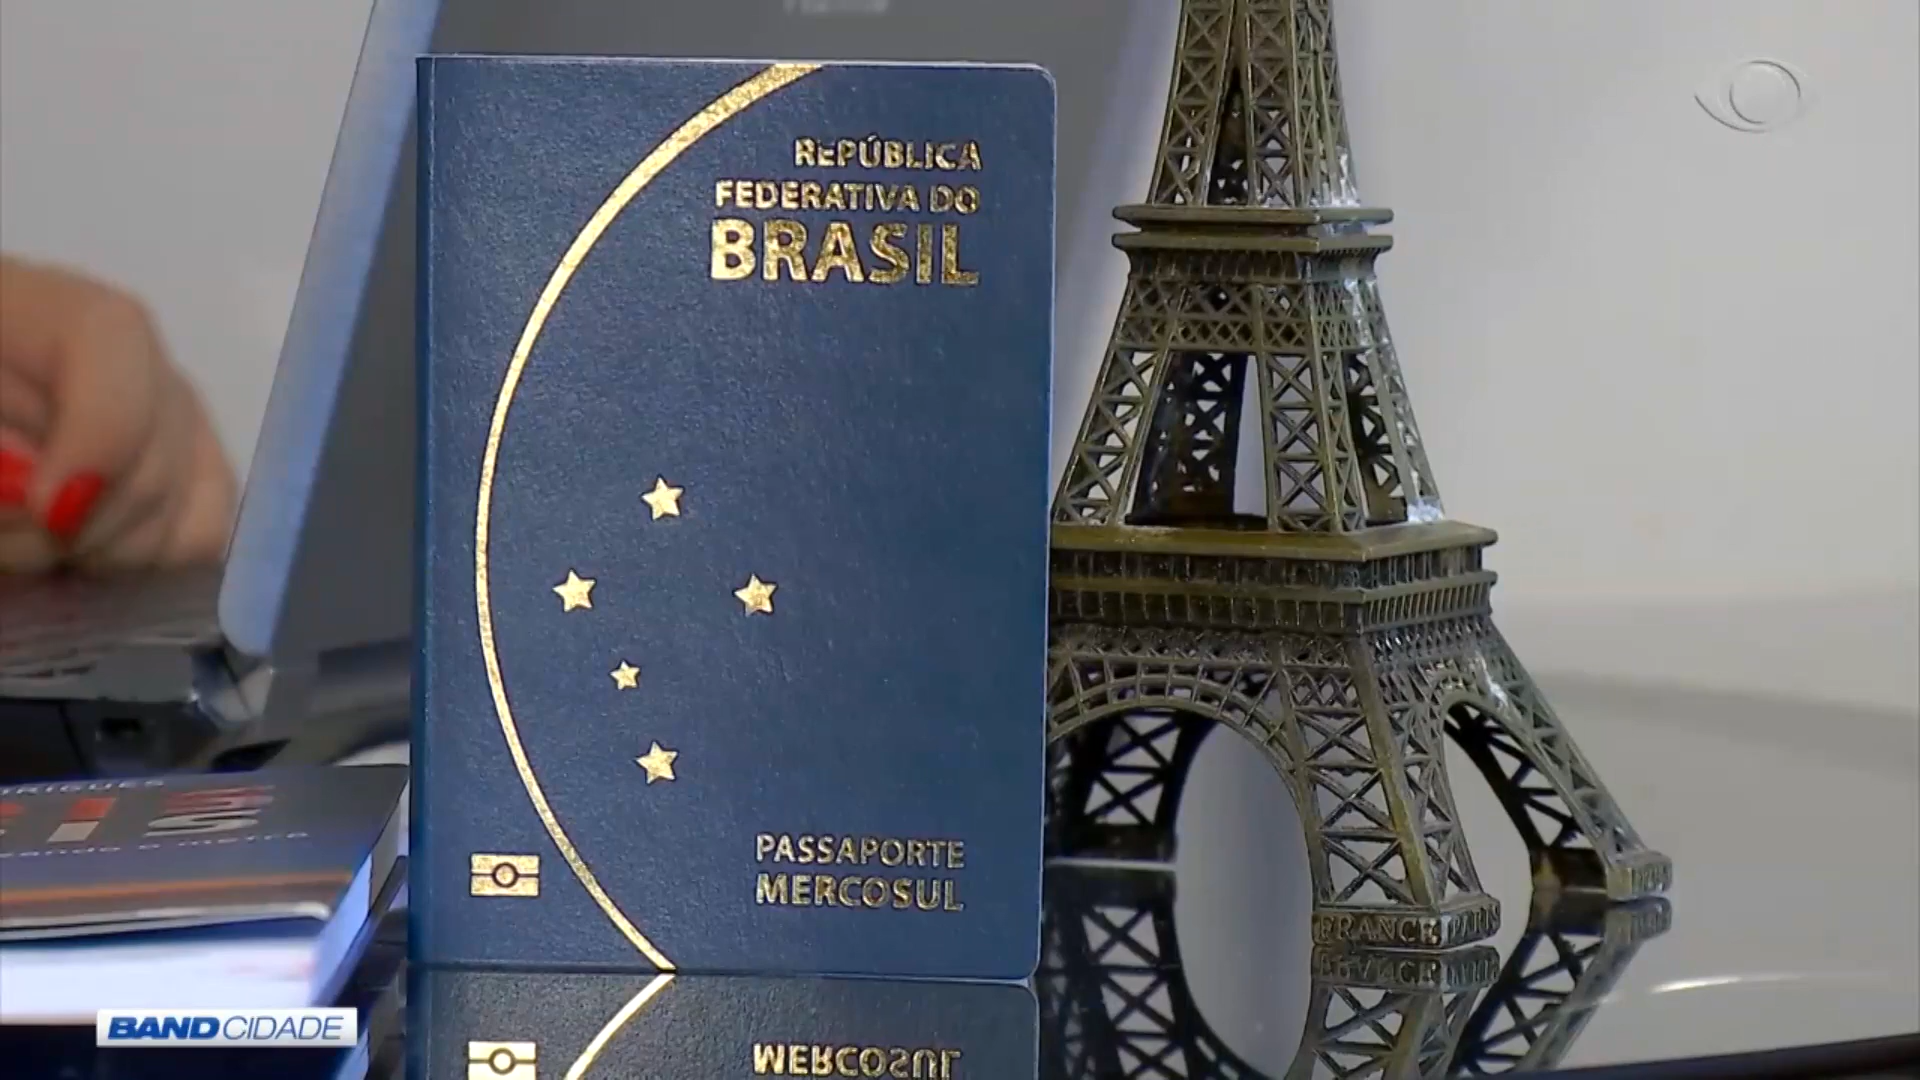 REPÚBLICA
FEDERATIVA DO
BRASIL
PASSAPORTE
MERCOSUL
FRANCE PARIS
BAND CIDADE